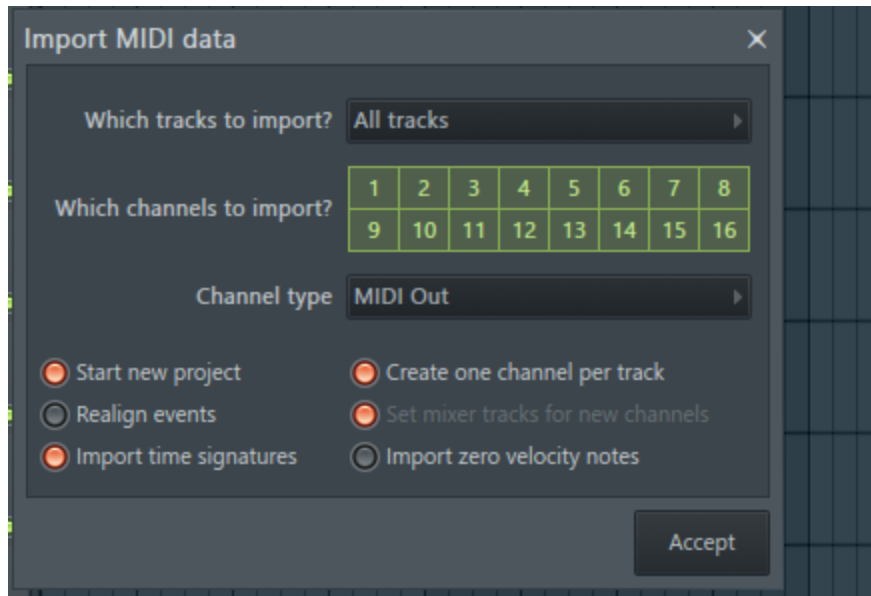 Import MIDI data
Which tracks to import? All tracks
Which channels to import?
1 2 3 4 5 6 7 8
9 10 11 12 13 14 15 16
Channel type MIDI Out
Start new project Create one channel per track
Realign events Set mixer tracks for new channels
Import time signatures Import zero velocity notes
Accept